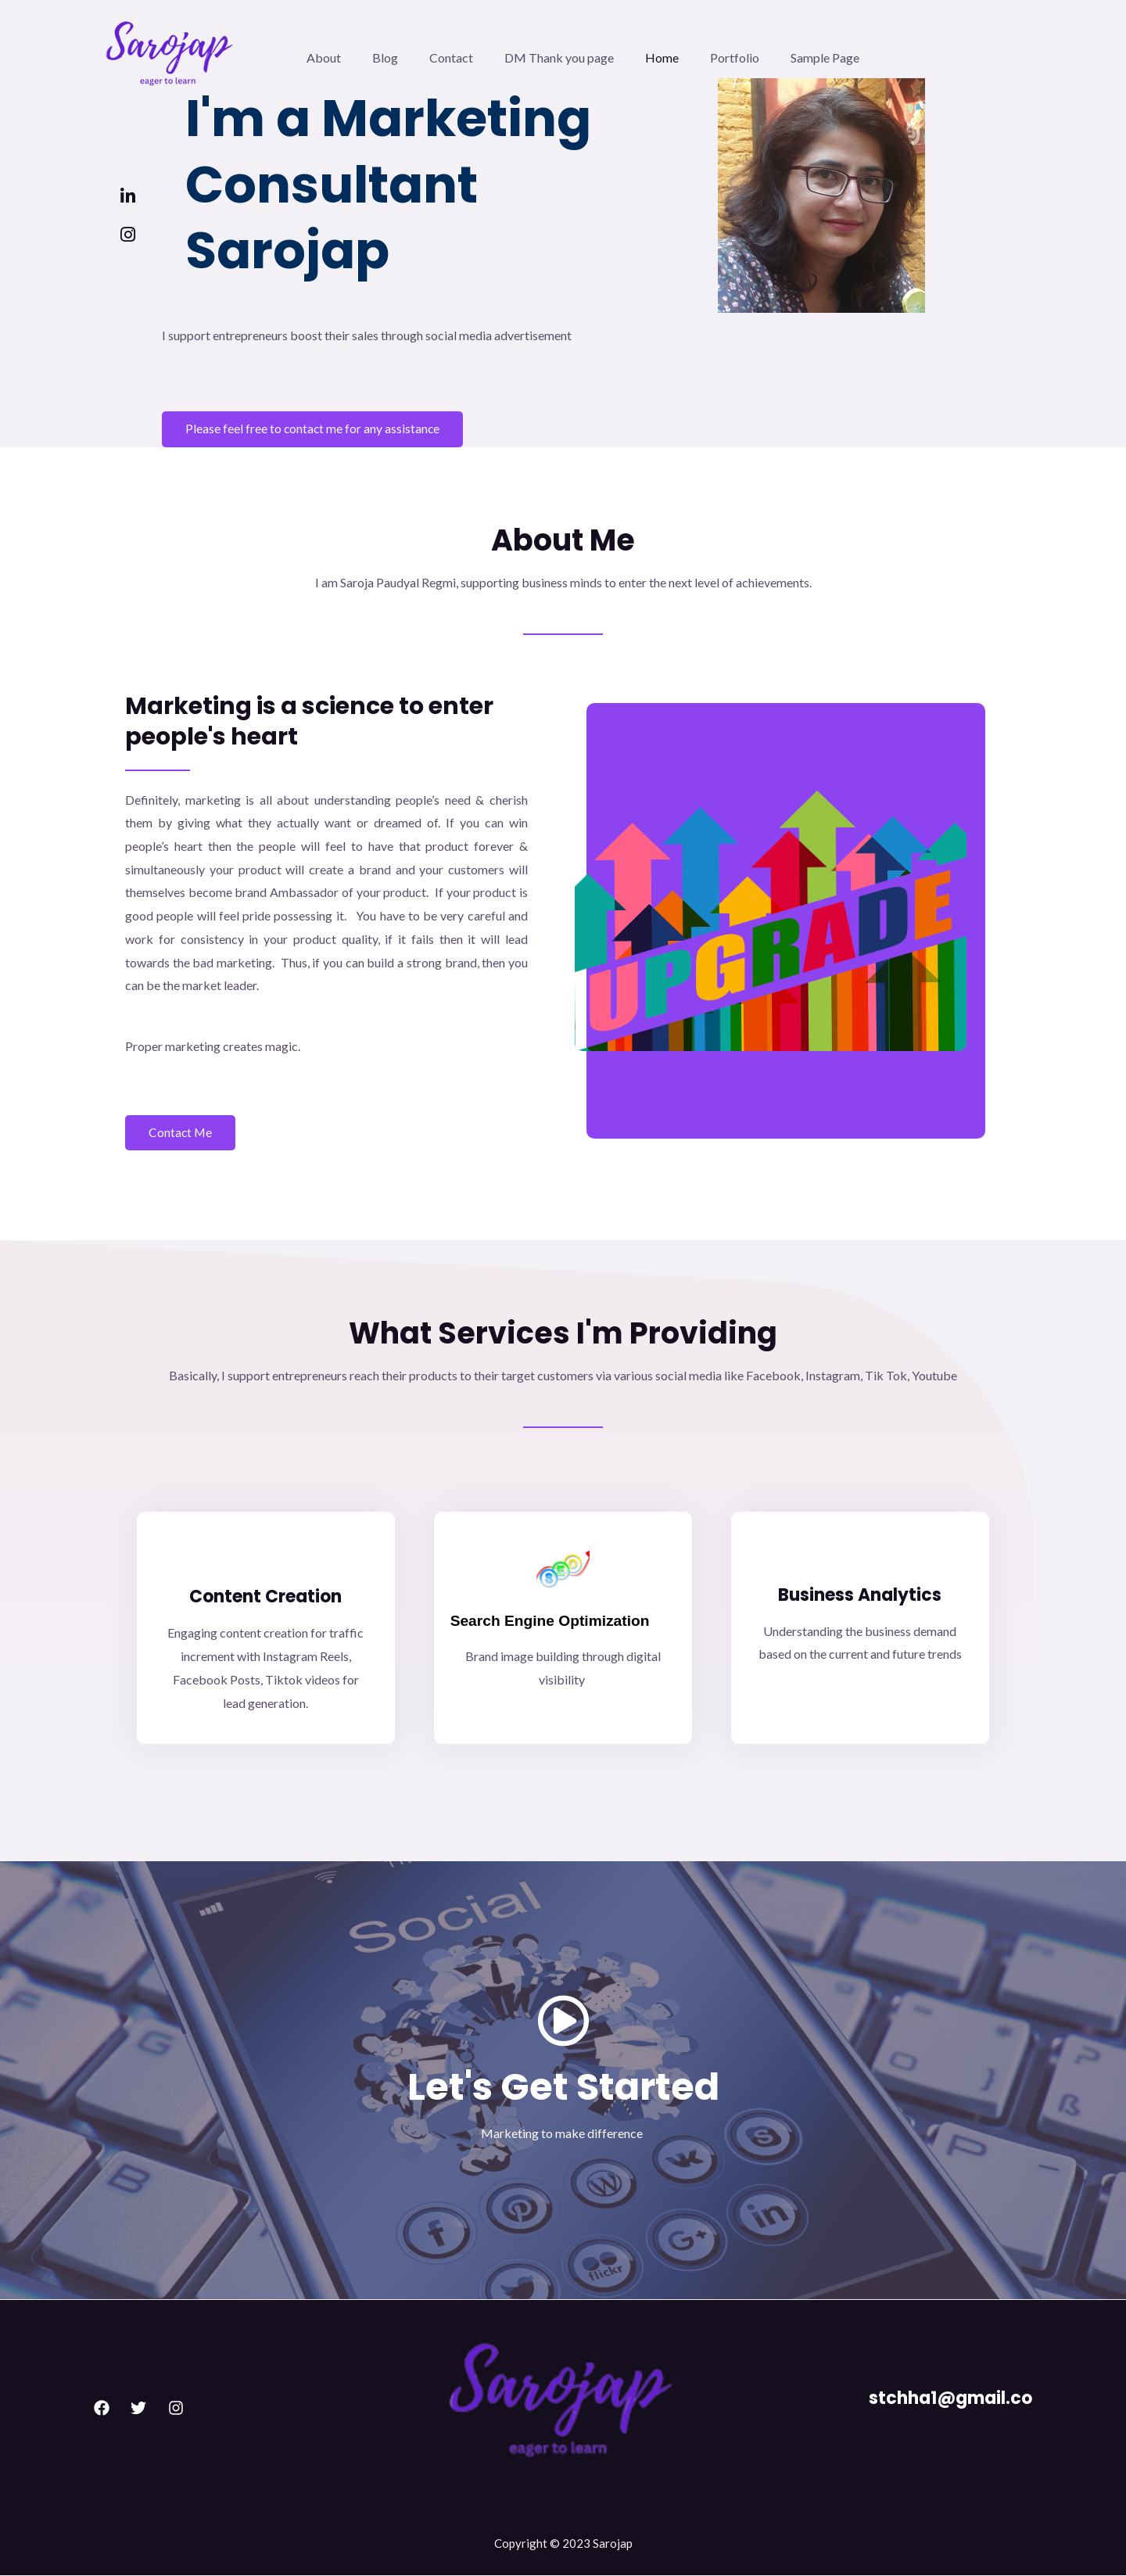 Sarojap
eager to learn
About Blog Contact DM Thank you page Home Portfolio Sample Page
I'm a Marketing
Consultant
Sarojap
I support entrepreneurs boost their sales through social media advertisement
Please feel free to contact me for any assistance
About Me
I am Saroja Paudyal Regmi, supporting business minds to enter the next level of achievements.
Marketing is a science to enter
people's heart
Definitely, marketing is all about understanding people’s need & cherish
them by giving what they actually want or dreamed of. If you can win
people’s heart then the people will feel to have that product forever &
simultaneously your product will create a brand and your customers will
themselves become brand Ambassador of your product. If your product is
good people will feel pride possessing it. You have to be very careful and
work for consistency in your product quality, if it fails then it will lead
towards the bad marketing. Thus, if you can build a strong brand, then you
can be the market leader.
Proper marketing creates magic.
Contact Me
UPGRADE
What Services I'm Providing
Basically, I support entrepreneurs reach their products to their target customers via various social media like Facebook, Instagram, Tik Tok, Youtube
Content Creation
Engaging content creation for traffic
increment with Instagram Reels,
Facebook Posts, Tiktok videos for
lead generation.
SEO
Search Engine Optimization
Brand image building through digital
visibility
Business Analytics
Understanding the business demand
based on the current and future trends
Social
Let's Get Started
Marketing to make difference
flickr
Sarojap
eager to learn
stchha1@gmail.co
Copyright © 2023 Sarojap